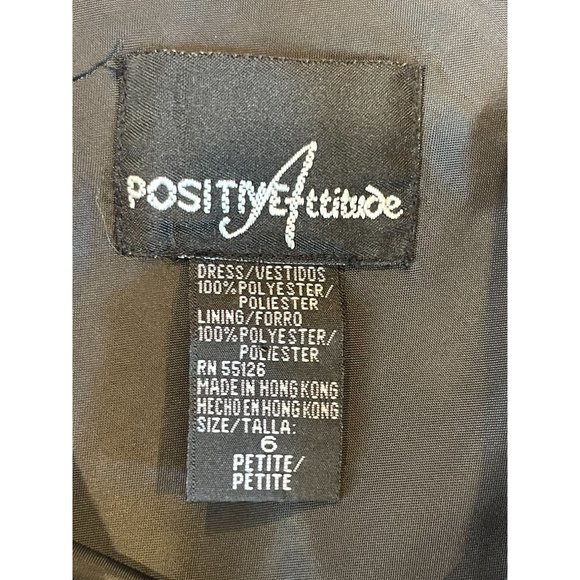 POSITIVE Attitude
DRESS/VESTIDOS
100%POLYESTER/
POLIESTER
LINING/FORRO
100%POLYESTER/
POLIESTER
RN 55126
MADE IN HONG KONG
HECHO EN HONG KONG
SIZE/TALLA:
6
PETITE/
PETITE